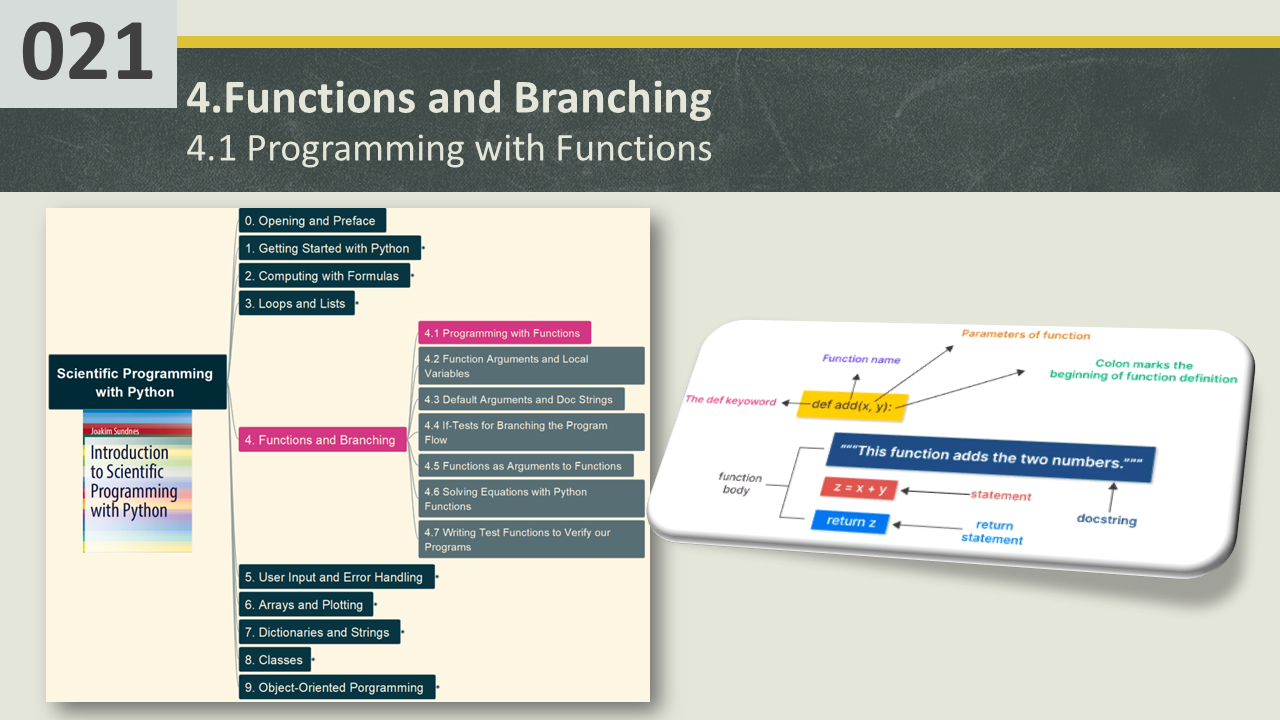 021
4.Functions and Branching
4.1 Programming with Functions
0. Opening and Preface
1. Getting Started with Python
2. Computing with Formulas
3. Loops and Lists
Scientific Programming
with Python
Joakim Sundnes
Introduction
to Scientific
Programming
with Python
4. Functions and Branching
4.1 Programming with Functions
4.2 Function Arguments and Local
Variables
4.3 Default Arguments and Doc Strings
4.4 If-Tests for Branching the Program
Flow
4.5 Functions as Arguments to Functions
4.6 Solving Equations with Python
Functions
4.7 Writing Test Functions to Verify our
Programs
5. User Input and Error Handling
6. Arrays and Plotting
7. Dictionaries and Strings
8. Classes
9. Object-Oriented Porgramming
Parameters of function
Function name
Colon marks the
beginning of function definition
The def keyoword
def add(x, y):
"""This function adds the two numbers."""
function
body
z = x + y
statement
return z
return
statement
docstring